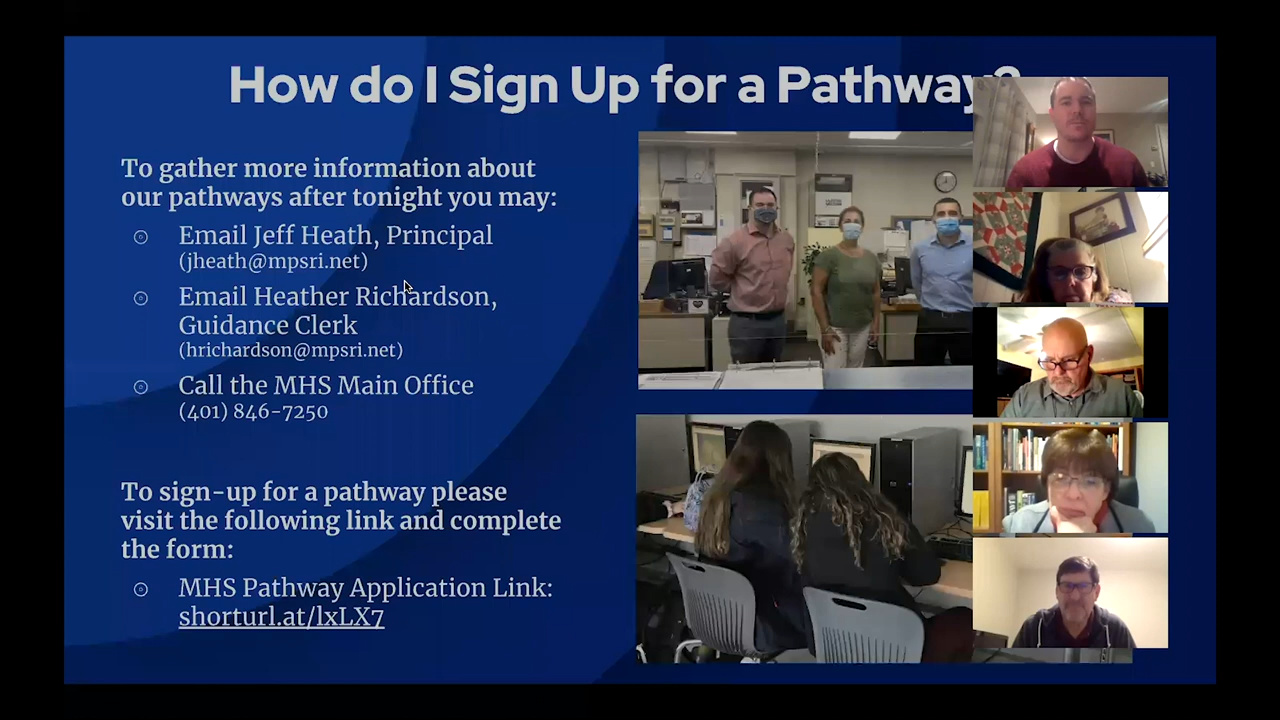 How do I Sign Up for a Pathway?
To gather more information about
our pathways after tonight you may:
Email Jeff Heath, Principal
(jheath@mpsri.net)
Email Heather Richardson,
Guidance Clerk
(hrichardson@mpsri.net)
Call the MHS Main Office
(401) 846-7250
To sign-up for a pathway please
visit the following link and complete
the form:
MHS Pathway Application Link:
shorturl.at/lxLX7